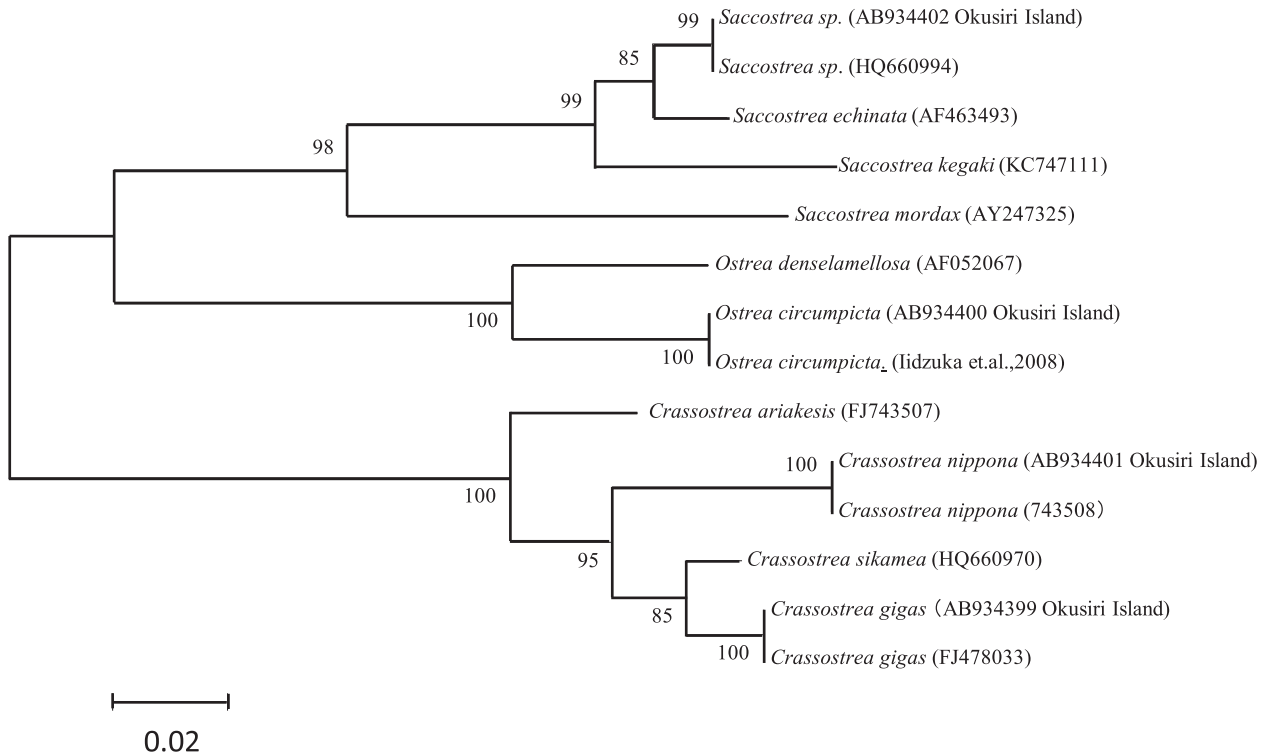 99
Saccostrea sp. (AB934402 Okusiri Island)
85
Saccostrea sp. (HQ660994)
99
Saccostrea echinata (AF463493)
98
Saccostrea kegaki (KC747111)
Saccostrea mordax (AY247325)
Ostrea denselamellosa (AF052067)
100
Ostrea circumpicta (AB934400 Okusiri Island)
100
Ostrea circumpicta. (Iidzuka et.al.,2008)
Crassostrea ariakesis (FJ743507)
100
100
Crassostrea nippona (AB934401 Okusiri Island)
Crassostrea nippona (743508）
95
Crassostrea sikamea (HQ660970)
85
Crassostrea gigas（AB934399 Okusiri Island)
100
Crassostrea gigas (FJ478033)
0.02